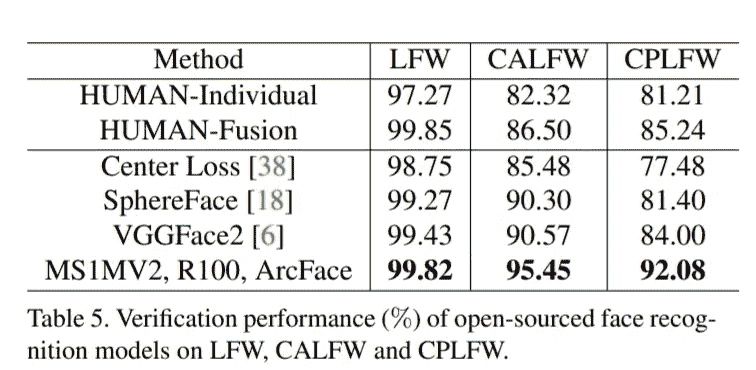 Method LFW CALFW CPLFW
HUMAN-Individual 97.27 82.32 81.21
HUMAN-Fusion 99.85 86.50 85.24
Center Loss [38] 98.75 85.48 77.48
SphereFace [18] 99.27 90.30 81.40
VGGFace2 [6] 99.43 90.57 84.00
MS1MV2, R100, ArcFace 99.82 95.45 92.08
Table 5. Verification performance (%) of open-sourced face recog-
nition models on LFW, CALFW and CPLFW.